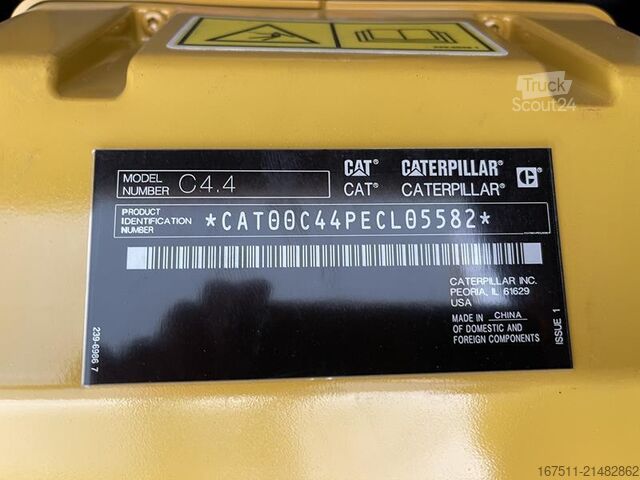 Truck
Scout24
MODEL
NUMBER
C4.4
CAT® CATERPILLAR®
CAT® CATERPILLAR®
C
PRODUCT
IDENTIFICATION
NUMBER
*CAT00C44PECL05582*
CATERPILLAR INC.
PEORIA, IL 61629
USA
MADE IN CHINA
OF DOMESTIC AND
FOREIGN COMPONENTS
ISSUE 1
239-6986 7
167511-21482862